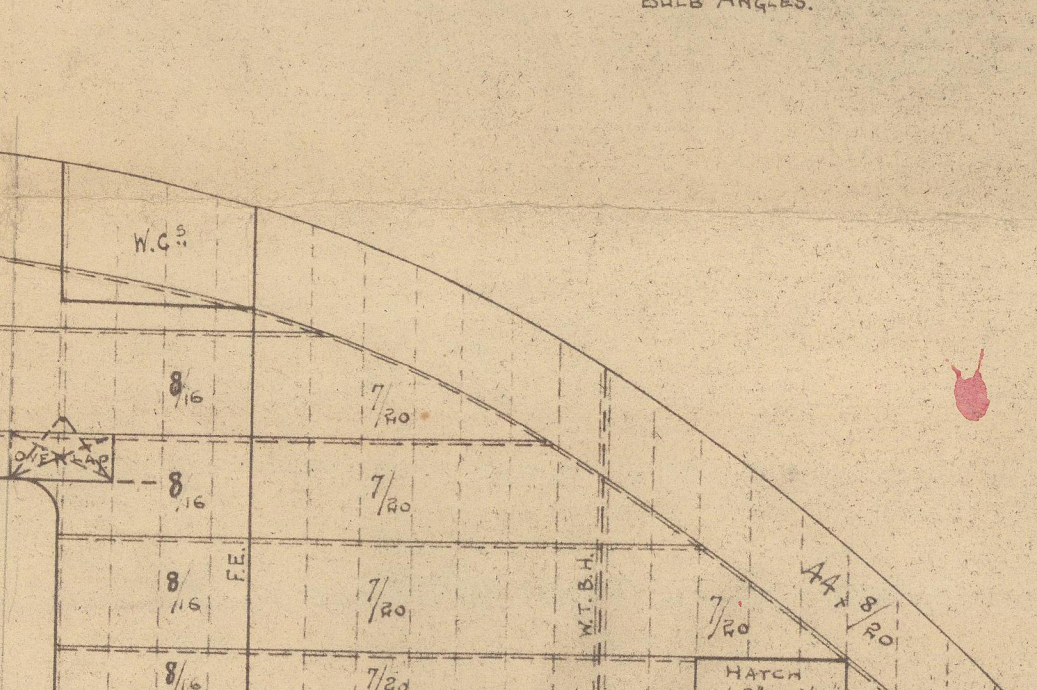 BULB ANGLES.
W.C.s
8/16
7/20
OVERLAP
8/16
7/20
F.E.
8/16
7/20
W.T.B.H.
7/20
44 x 8/20
8/16
7/20
HATCH